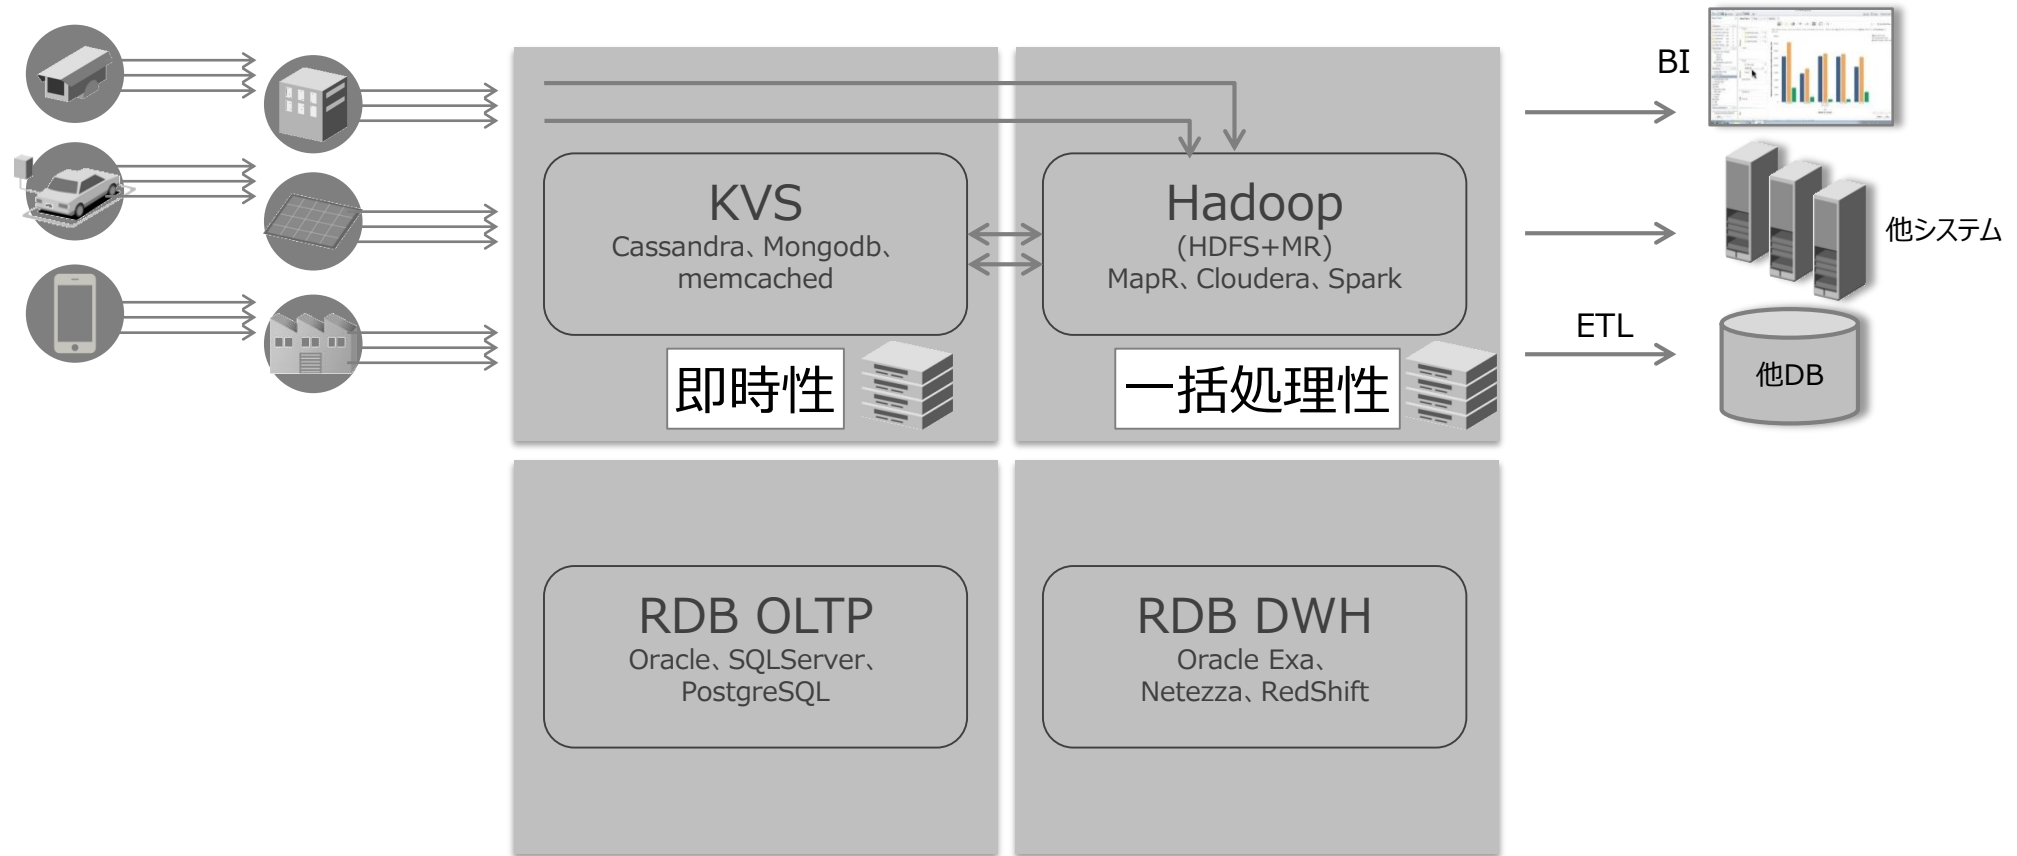 KVS
Cassandra、Mongodb、
memcached
即時性
Hadoop
(HDFS+MR)
MapR、Cloudera、Spark
一括処理性
BI
他システム
ETL
他DB
RDB OLTP
Oracle、SQLServer、
PostgreSQL
RDB DWH
Oracle Exa、
Netezza、RedShift